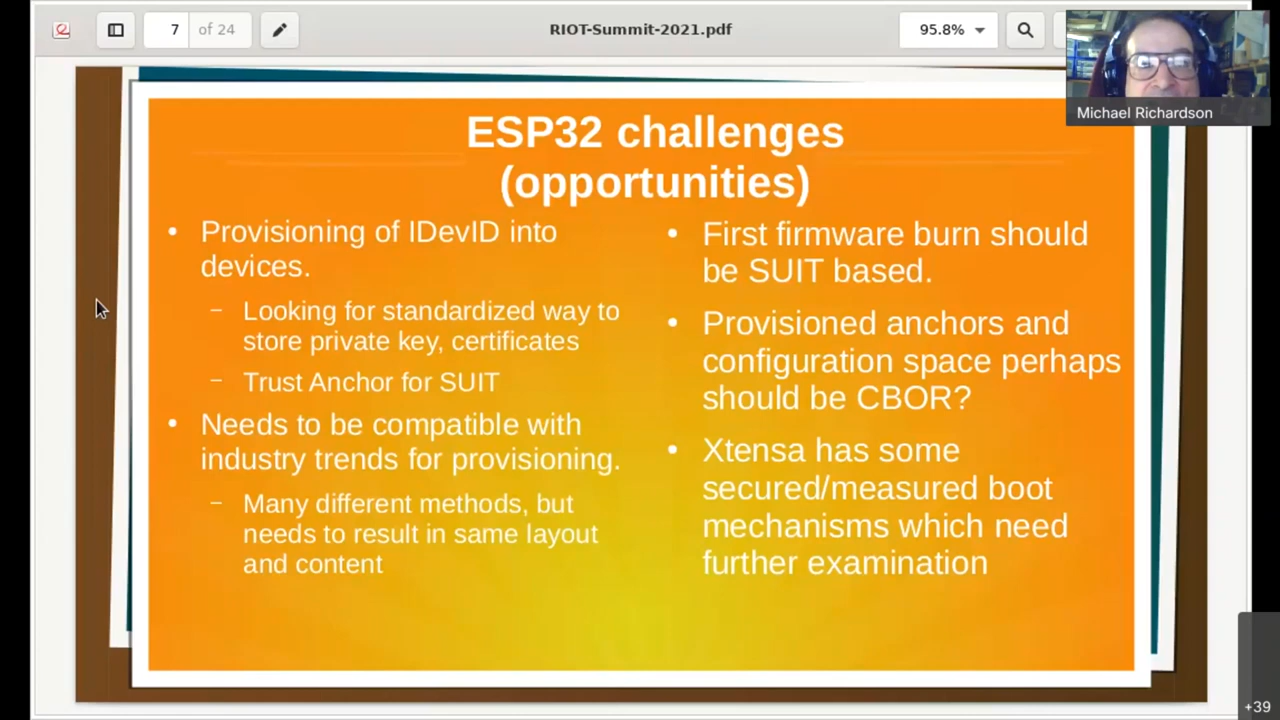 7 of 24
RIOT-Summit-2021.pdf
95.8%
Michael Richardson
ESP32 challenges
(opportunities)
• Provisioning of IDevID into
devices.
– Looking for standardized way to
store private key, certificates
– Trust Anchor for SUIT
• Needs to be compatible with
industry trends for provisioning.
– Many different methods, but
needs to result in same layout
and content
• First firmware burn should
be SUIT based.
• Provisioned anchors and
configuration space perhaps
should be CBOR?
• Xtensa has some
secured/measured boot
mechanisms which need
further examination
+39